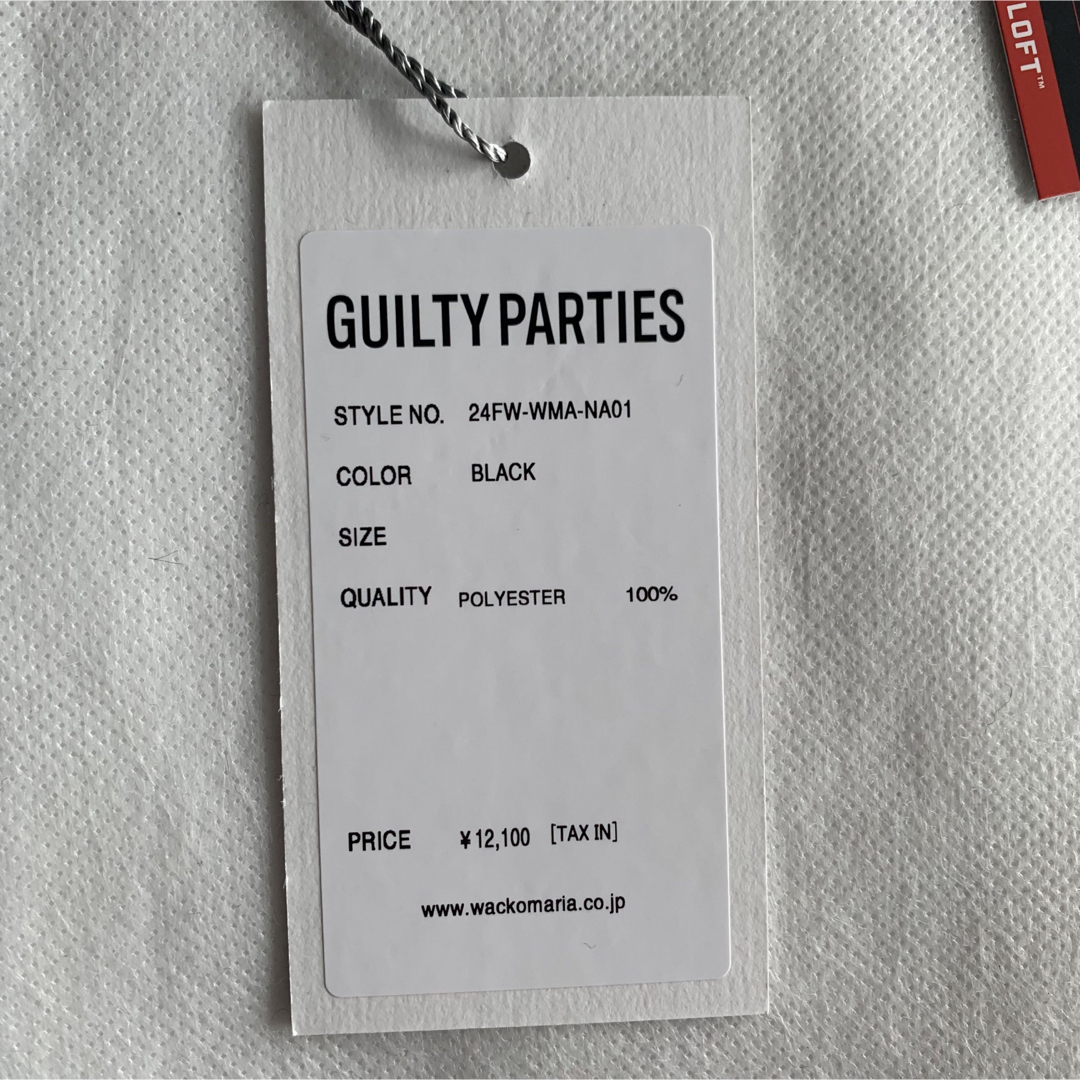 LOFT™
GUILTY PARTIES
STYLE NO. 24FW-WMA-NA01
COLOR BLACK
SIZE
QUALITY POLYESTER 100%
PRICE ¥12,100 [TAX IN]
www.wackomaria.co.jp